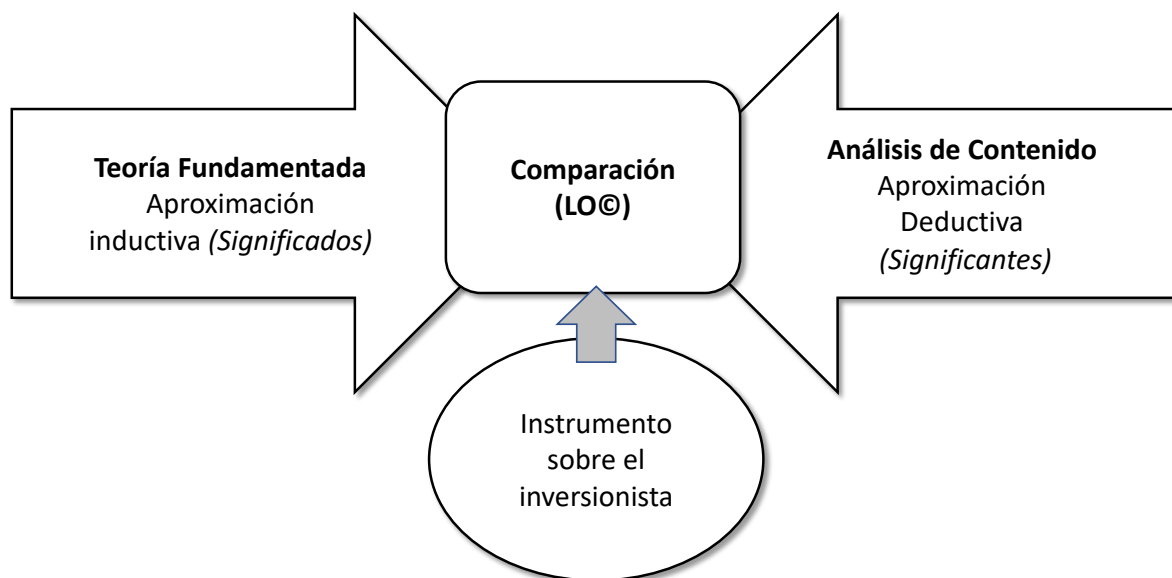 Teoría Fundamentada
Aproximación
inductiva (Significados)
Comparación
(LO©)
Análisis de Contenido
Aproximación
Deductiva
(Significantes)
Instrumento
sobre el
inversionista